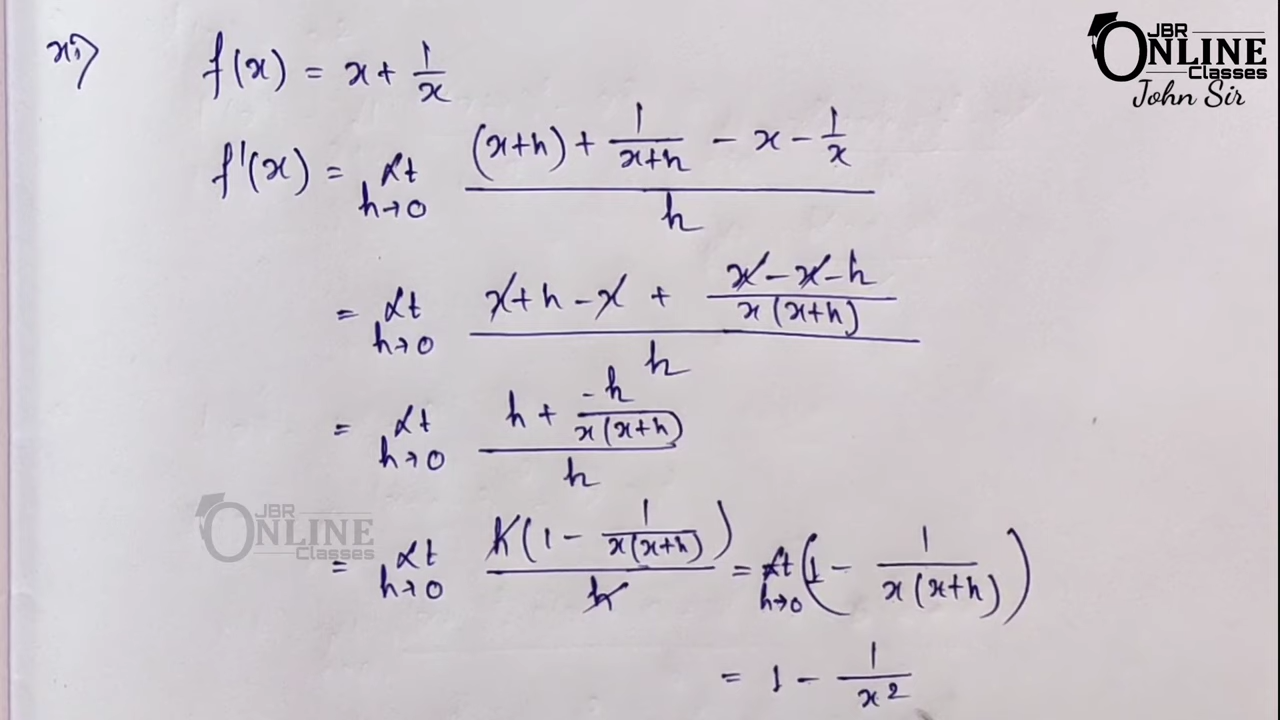 JBR
ONLINE
Classes
John Sir
xi) f(x) = x + 1/x
f'(x) = Lt h→0 ((x+h) + 1/(x+h) - x - 1/x)/h
= Lt h→0 (x+h-x + (x-x-h)/(x(x+h)))/h
= Lt h→0 (h + -h/(x(x+h)))/h
= Lt h→0 h(1 - 1/(x(x+h)))/h = Lt h→0 (1 - 1/(x(x+h)))
= 1 - 1/x²
JBR
ONLINE
Classes